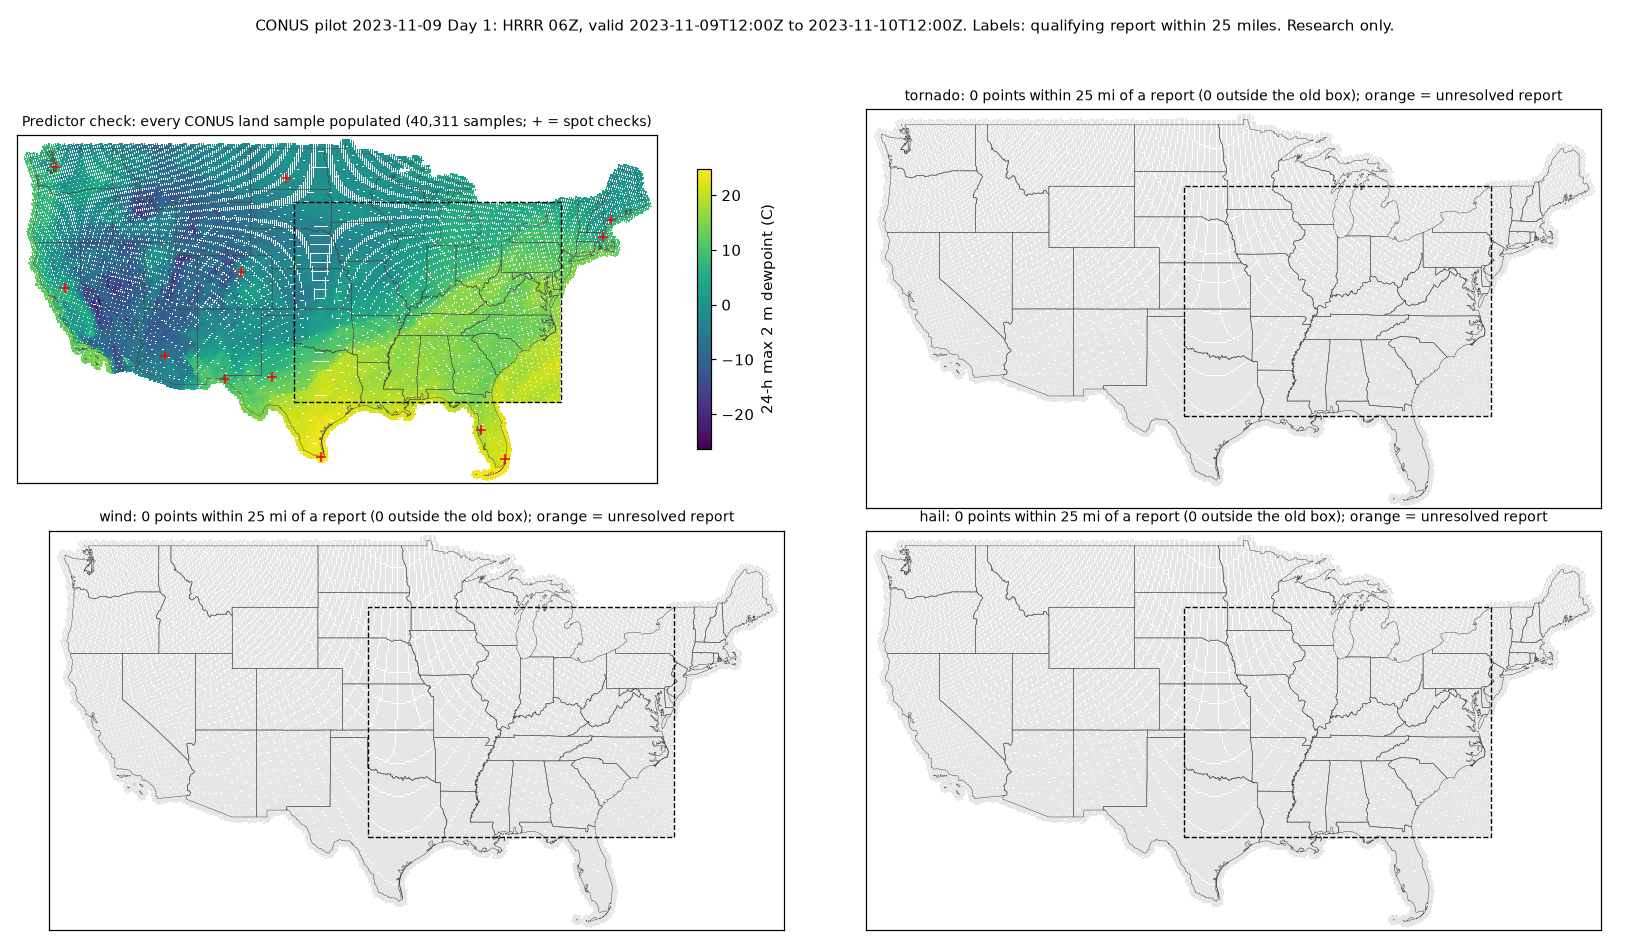 CONUS pilot 2023-11-09 Day 1: HRRR 06Z, valid 2023-11-09T12:00Z to 2023-11-10T12:00Z. Labels: qualifying report within 25 miles. Research only.
Predictor check: every CONUS land sample populated (40,311 samples; + = spot checks)
20
10
0
−10
−20
24-h max 2 m dewpoint (C)
tornado: 0 points within 25 mi of a report (0 outside the old box); orange = unresolved report
wind: 0 points within 25 mi of a report (0 outside the old box); orange = unresolved report
hail: 0 points within 25 mi of a report (0 outside the old box); orange = unresolved report